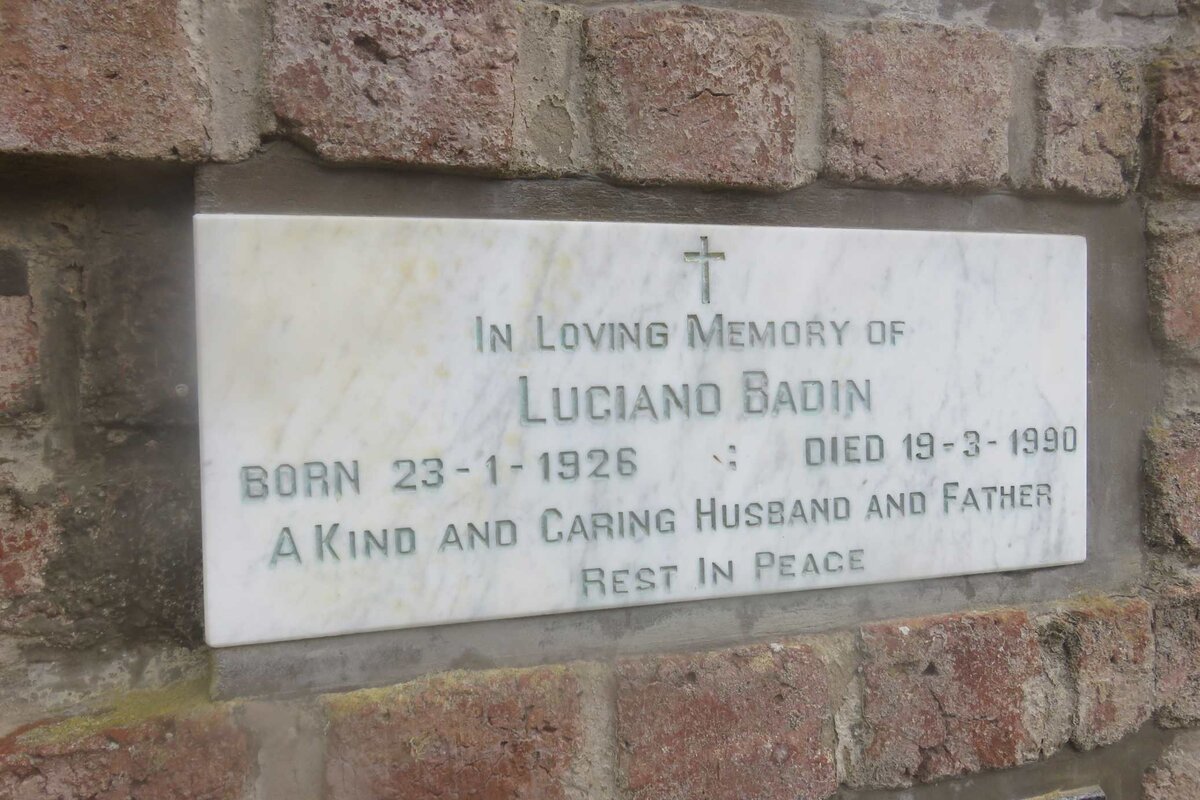 In Loving Memory of
Luciano Badin
Born 23-1-1926 : Died 19-3-1990
A Kind and Caring Husband and Father
Rest In Peace